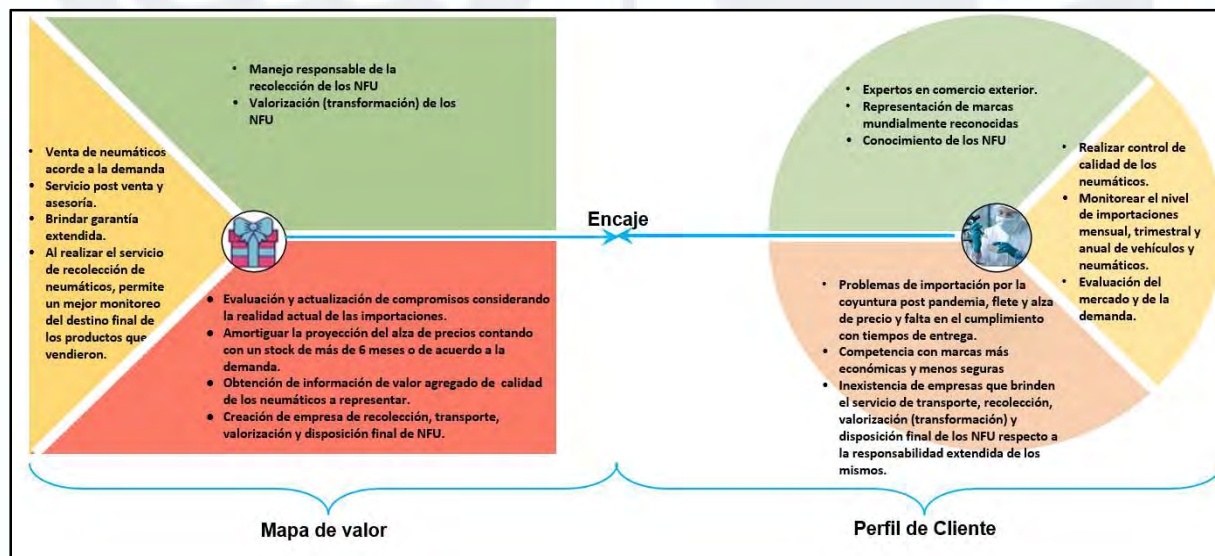 • Manejo responsable de la
recolección de los NFU
• Valorización (transformación) de los
NFU
• Venta de neumáticos
acorde a la demanda
• Servicio post venta y
asesoría.
• Brindar garantía
extendida.
• Al realizar el servicio
de recolección de
neumáticos, permite
un mejor monitoreo
del destino final de
los productos que
vendieron.
• Evaluación y actualización de compromisos considerando
la realidad actual de las importaciones.
• Amortiguar la proyección del alza de precios contando
con un stock de más de 6 meses o de acuerdo a la
demanda.
• Obtención de información de valor agregado de calidad
de los neumáticos a representar.
• Creación de empresa de recolección, transporte,
valorización y disposición final de NFU.
Encaje
• Expertos en comercio exterior.
• Representación de marcas
mundialmente reconocidas
• Conocimiento de los NFU
• Realizar control de
calidad de los
neumáticos.
• Monitorear el nivel
de importaciones
mensual, trimestral y
anual de vehículos y
neumáticos.
• Evaluación del
mercado y de la
demanda.
• Problemas de importación por la
coyuntura post pandemia, flete y alza
de precio y falta en el cumplimiento
con tiempos de entrega.
• Competencia con marcas más
económicas y menos seguras
• Inexistencia de empresas que brinden
el servicio de transporte, recolección,
valorización (transformación) y
disposición final de los NFU respecto a
la responsabilidad extendida de los
mismos.
Mapa de valor
Perfil de Cliente